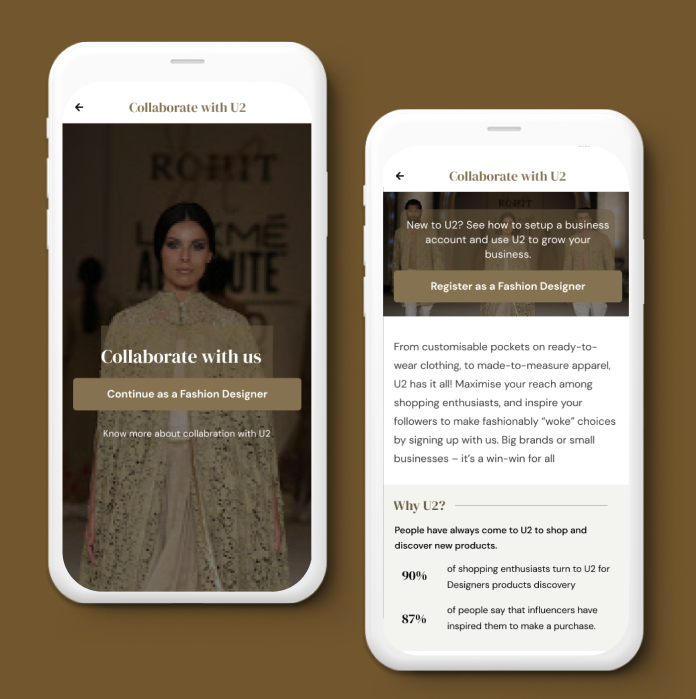 Collaborate with U2
ROHIT
LAKMÉ
Collaborate with us
Continue as a Fashion Designer
Know more about collabration with U2
Collaborate with U2
ROHIT
New to U2? See how to setup a business
account and use U2 to grow your
business.
Register as a Fashion Designer
From customisable pockets on ready-to-
wear clothing, to made-to-measure apparel,
U2 has it all! Maximise your reach among
shopping enthusiasts, and inspire your
followers to make fashionably “woke” choices
by signing up with us. Big brands or small
businesses – it’s a win-win for all
Why U2?
People have always come to U2 to shop and
discover new products.
90%
of shopping enthusiasts turn to U2 for
Designers products discovery
87%
of people say that influencers have
inspired them to make a purchase.